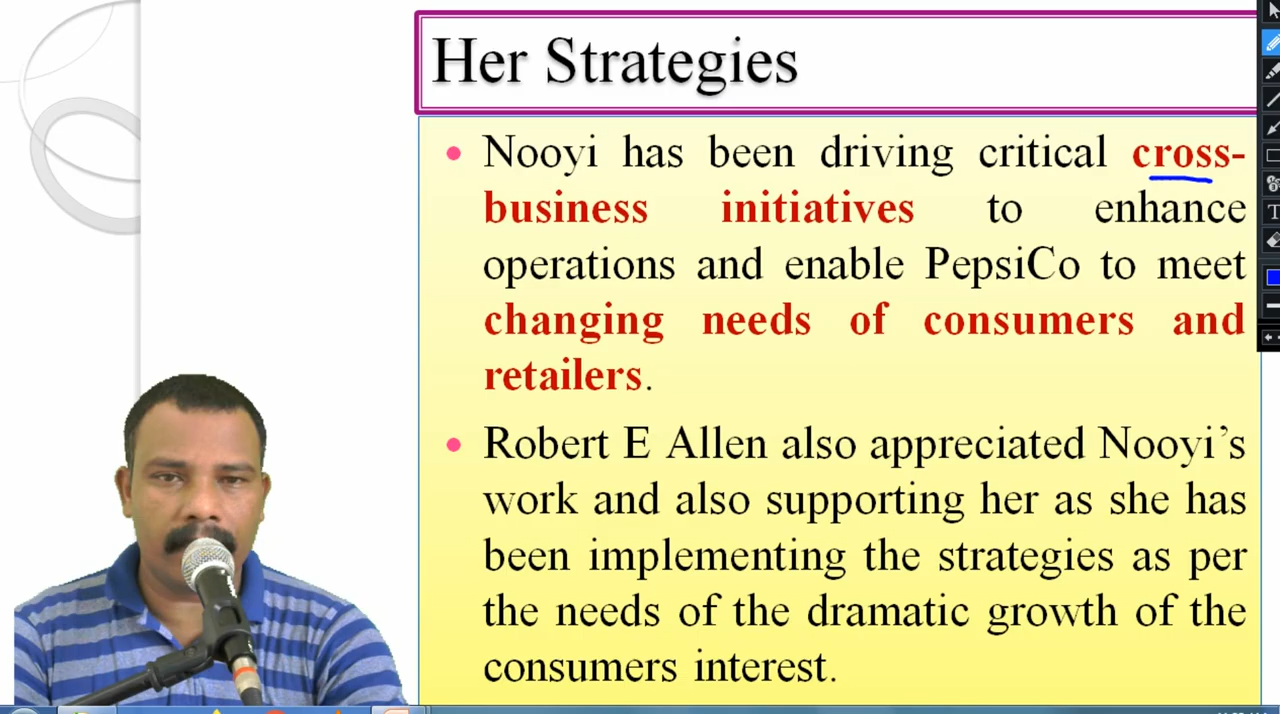 Her Strategies
• Nooyi has been driving critical cross-
business initiatives to enhance
operations and enable PepsiCo to meet
changing needs of consumers and
retailers.
• Robert E Allen also appreciated Nooyi’s
work and also supporting her as she has
been implementing the strategies as per
the needs of the dramatic growth of the
consumers interest.